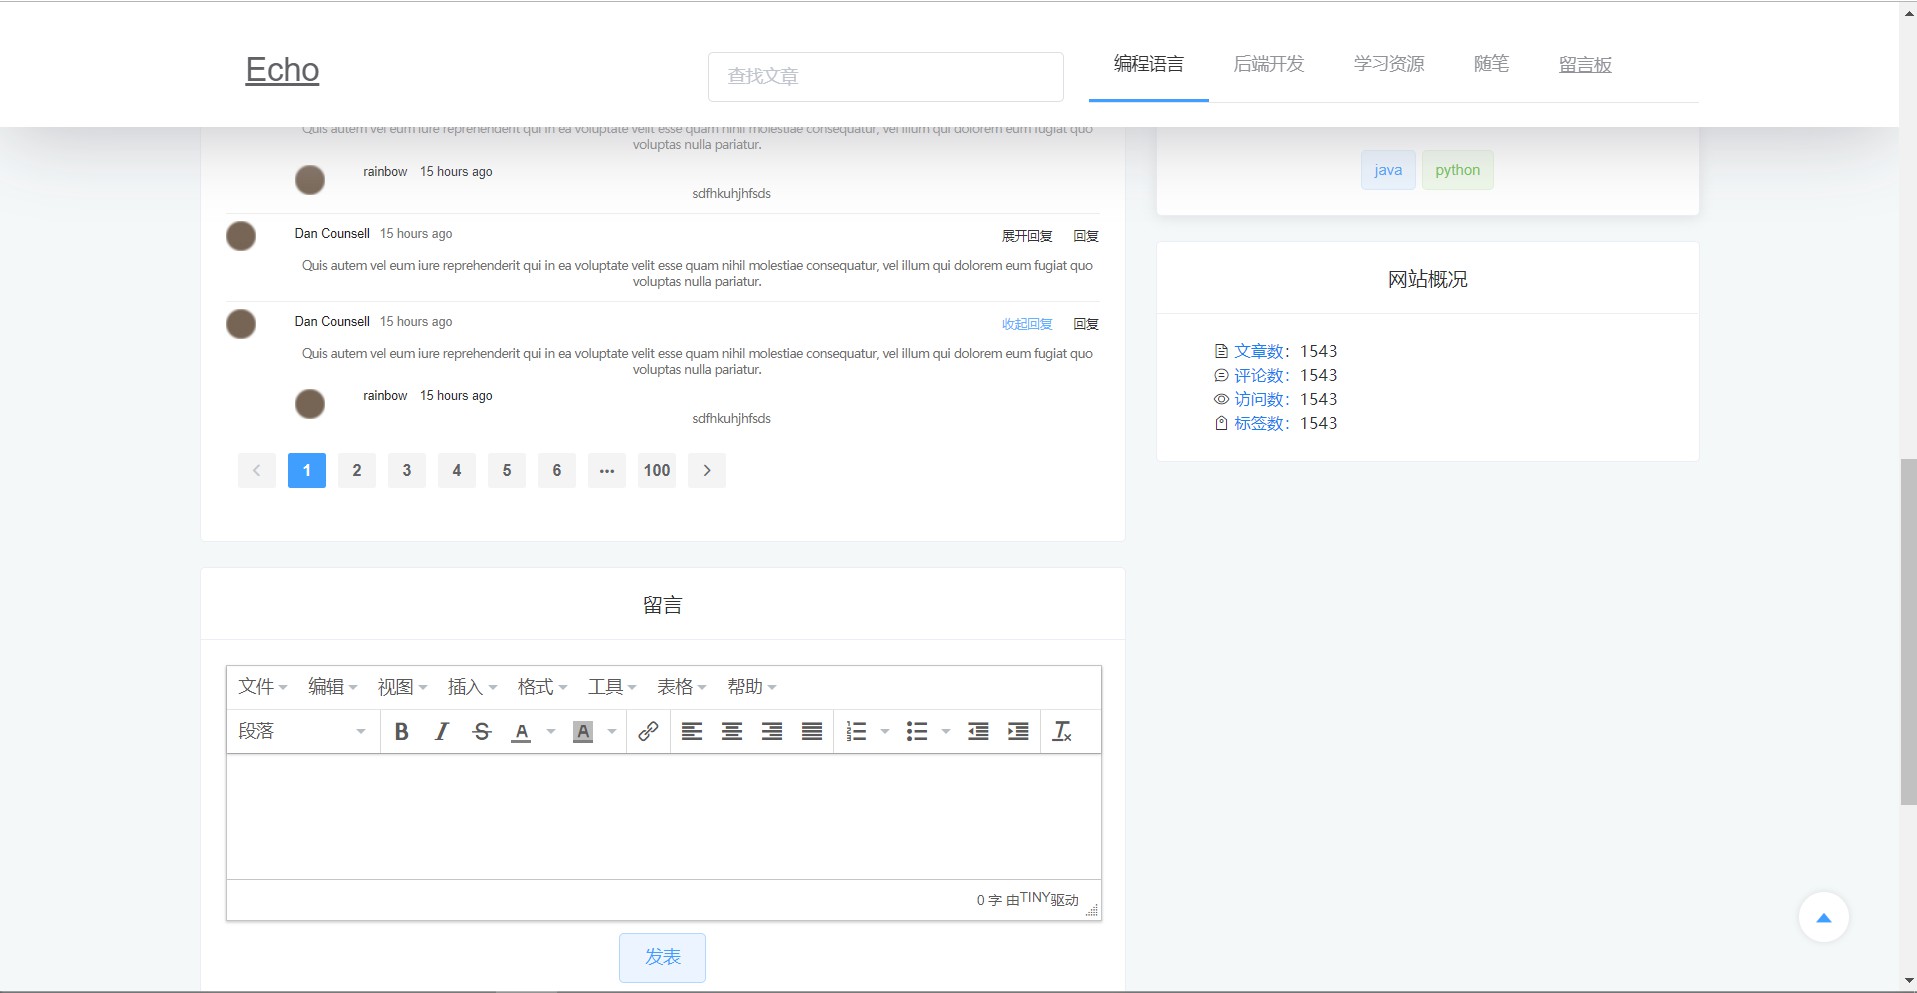 Echo
查找文章
编程语言 后端开发 学习资源 随笔 留言板
Quis autem vel eum iure reprehenderit qui in ea voluptate velit esse quam nihil molestiae consequatur, vel illum qui dolorem eum fugiat quo
voluptas nulla pariatur.
rainbow 15 hours ago
sdfhkuhjhfsds
Dan Counsell 15 hours ago 展开回复 回复
Quis autem vel eum iure reprehenderit qui in ea voluptate velit esse quam nihil molestiae consequatur, vel illum qui dolorem eum fugiat quo
voluptas nulla pariatur.
Dan Counsell 15 hours ago 收起回复 回复
Quis autem vel eum iure reprehenderit qui in ea voluptate velit esse quam nihil molestiae consequatur, vel illum qui dolorem eum fugiat quo
voluptas nulla pariatur.
rainbow 15 hours ago
sdfhkuhjhfsds
1 2 3 4 5 6 ••• 100
java python
网站概况
文章数：1543
评论数：1543
访问数：1543
标签数：1543
留言
文件 编辑 视图 插入 格式 工具 表格 帮助
段落 B I S A A
0 字 由TINY驱动
发表